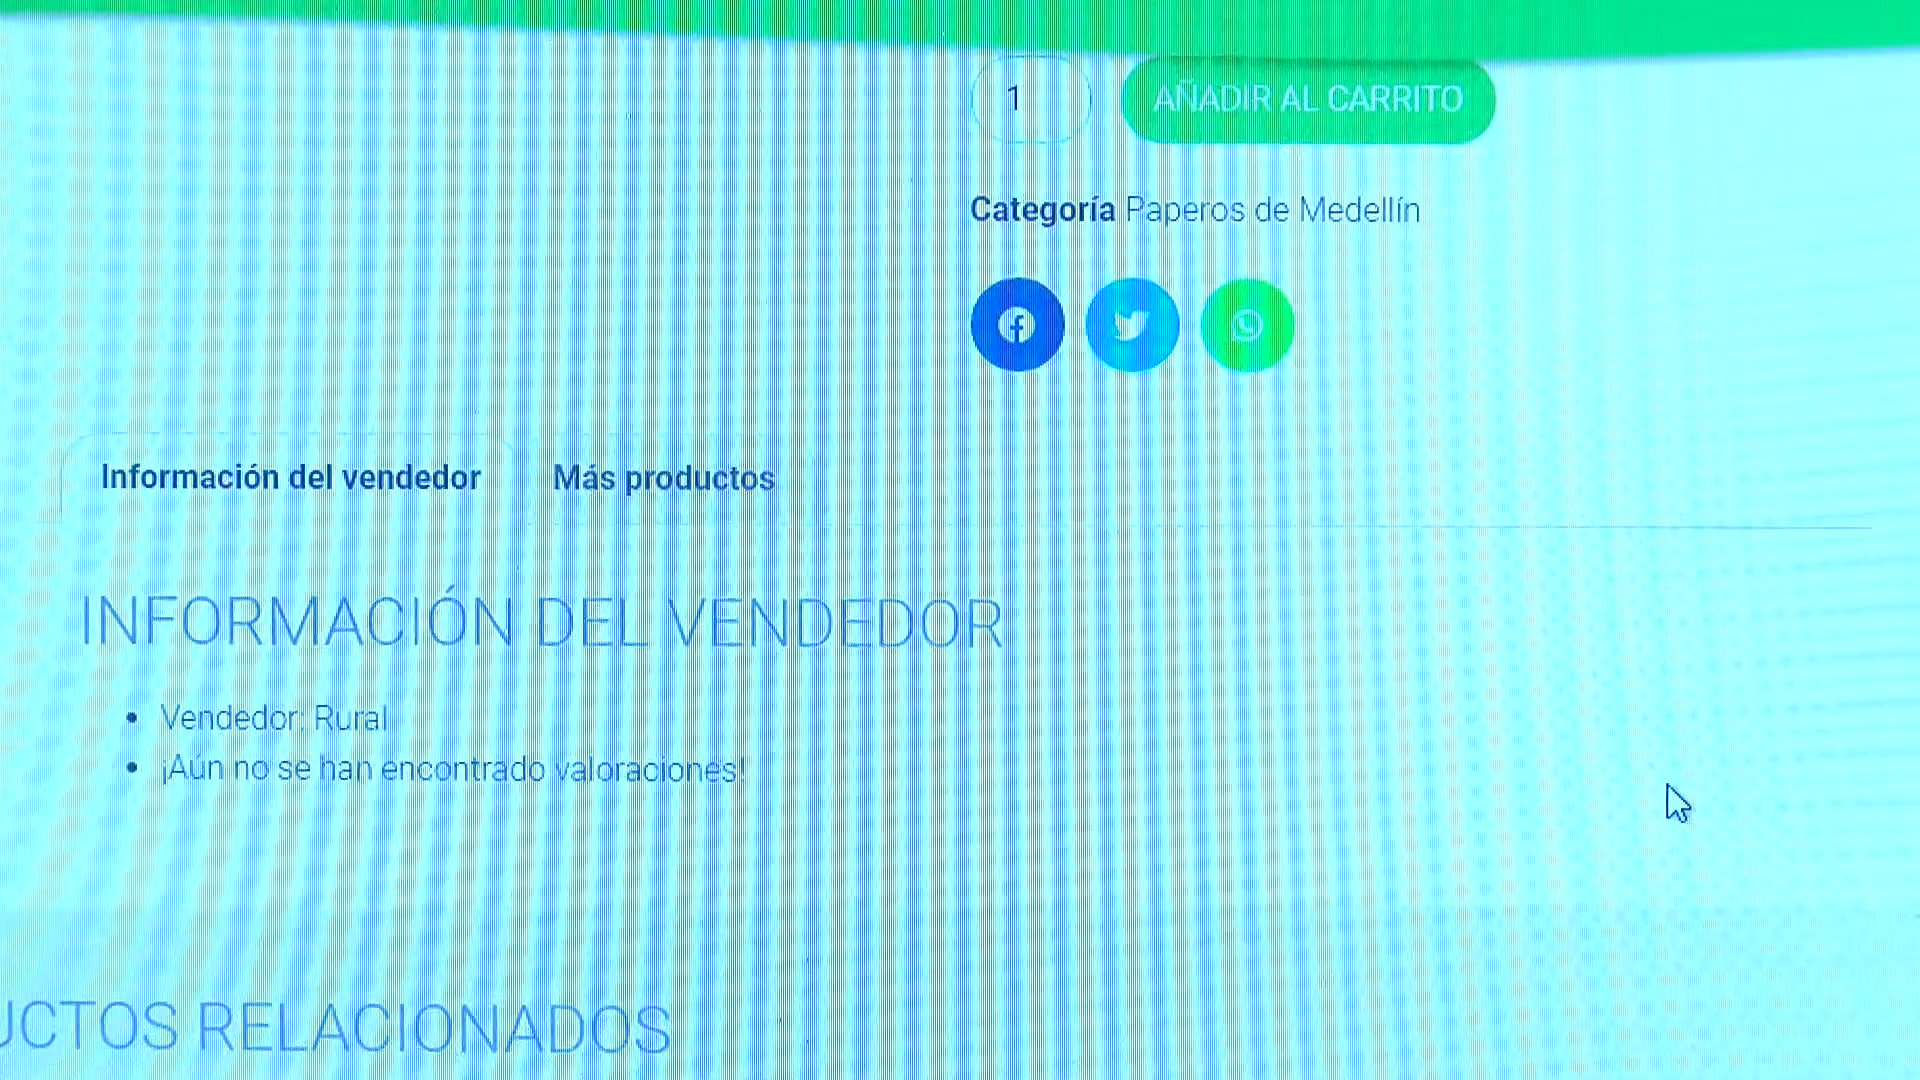 1
AÑADIR AL CARRITO
Categoría Paperos de Medellín
Información del vendedor
Más productos
INFORMACIÓN DEL VENDEDOR
Vendedor: Rural
¡Aún no se han encontrado valoraciones!
UCTOS RELACIONADOS